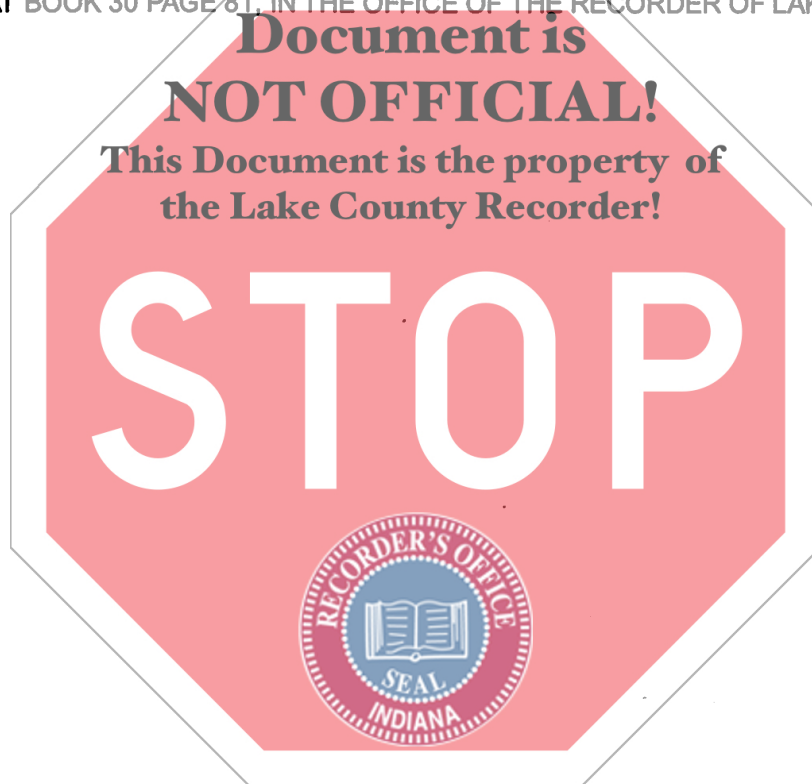 BOOK 30 PAGE 81, IN THE OFFICE OF THE RECORDER OF
Document is
NOT OFFICIAL!
This Document is the property of
the Lake County Recorder!
STOP
RECORDER'S OFFICE
SEAL
INDIANA